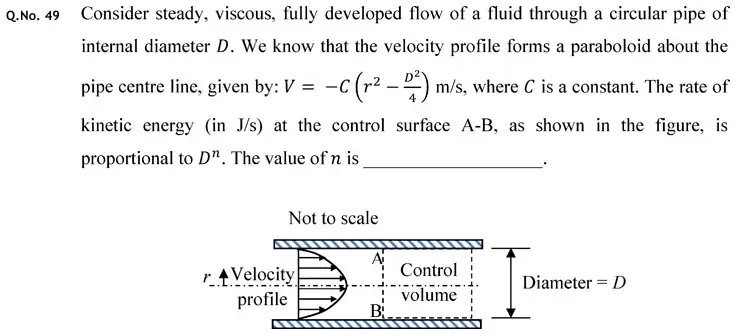 Q.No. 49 Consider steady, viscous, fully developed flow of a fluid through a circular pipe of
internal diameter D. We know that the velocity profile forms a paraboloid about the
pipe centre line, given by: V = −C (r² − D²/4) m/s, where C is a constant. The rate of
kinetic energy (in J/s) at the control surface A-B, as shown in the figure, is
proportional to Dⁿ. The value of n is ____________________.
Not to scale
A
r Velocity
profile
Control
volume
B
Diameter = D